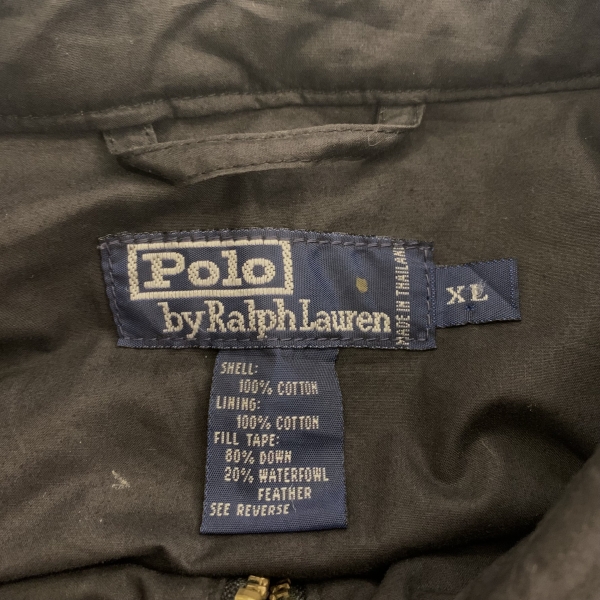 Polo
by Ralph Lauren
MADE IN THAILAND
XL
SHELL:
100% COTTON
LINING:
100% COTTON
FILL TAPE:
80% DOWN
20% WATERFOWL
FEATHER
SEE REVERSE